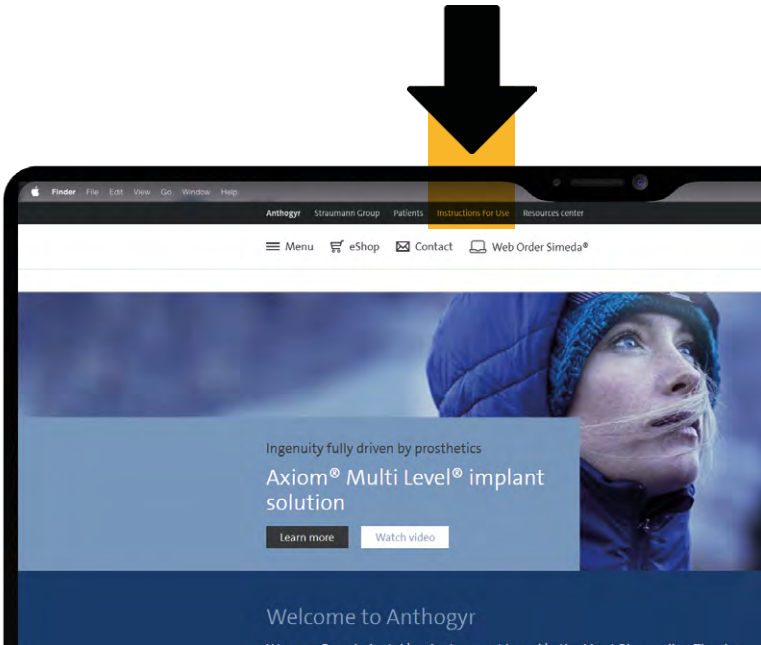 Finder File Edit View Go Window Help
Anthogyr Straumann Group Patients Instructions For Use Resources center
Menu eShop Contact Web Order Simeda®
Ingenuity fully driven by prosthetics
Axiom® Multi Level® implant
solution
Learn more Watch video
Welcome to Anthogyr